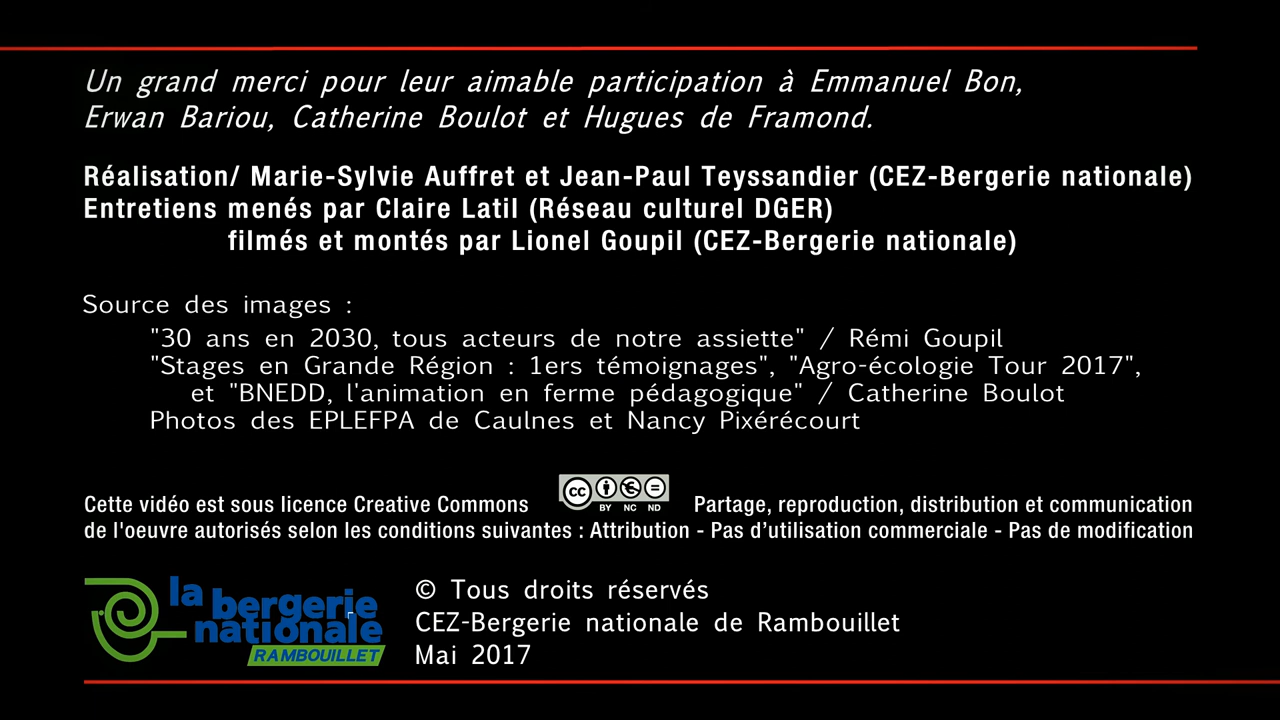 Un grand merci pour leur aimable participation à Emmanuel Bon,
Erwan Bariou, Catherine Boulot et Hugues de Framond.
Réalisation/ Marie-Sylvie Auffret et Jean-Paul Teyssandier (CEZ-Bergerie nationale)
Entretiens menés par Claire Latil (Réseau culturel DGER)
filmés et montés par Lionel Goupil (CEZ-Bergerie nationale)
Source des images :
"30 ans en 2030, tous acteurs de notre assiette" / Rémi Goupil
"Stages en Grande Région : 1ers témoignages", "Agro-écologie Tour 2017",
et "BNEDD, l'animation en ferme pédagogique" / Catherine Boulot
Photos des EPLEFPA de Caulnes et Nancy Pixérécourt
Cette vidéo est sous licence Creative Commons cc BY NC ND Partage, reproduction, distribution et communication
de l'oeuvre autorisés selon les conditions suivantes : Attribution - Pas d’utilisation commerciale - Pas de modification
la bergerie
nationale
RAMBOUILLET
© Tous droits réservés
CEZ-Bergerie nationale de Rambouillet
Mai 2017